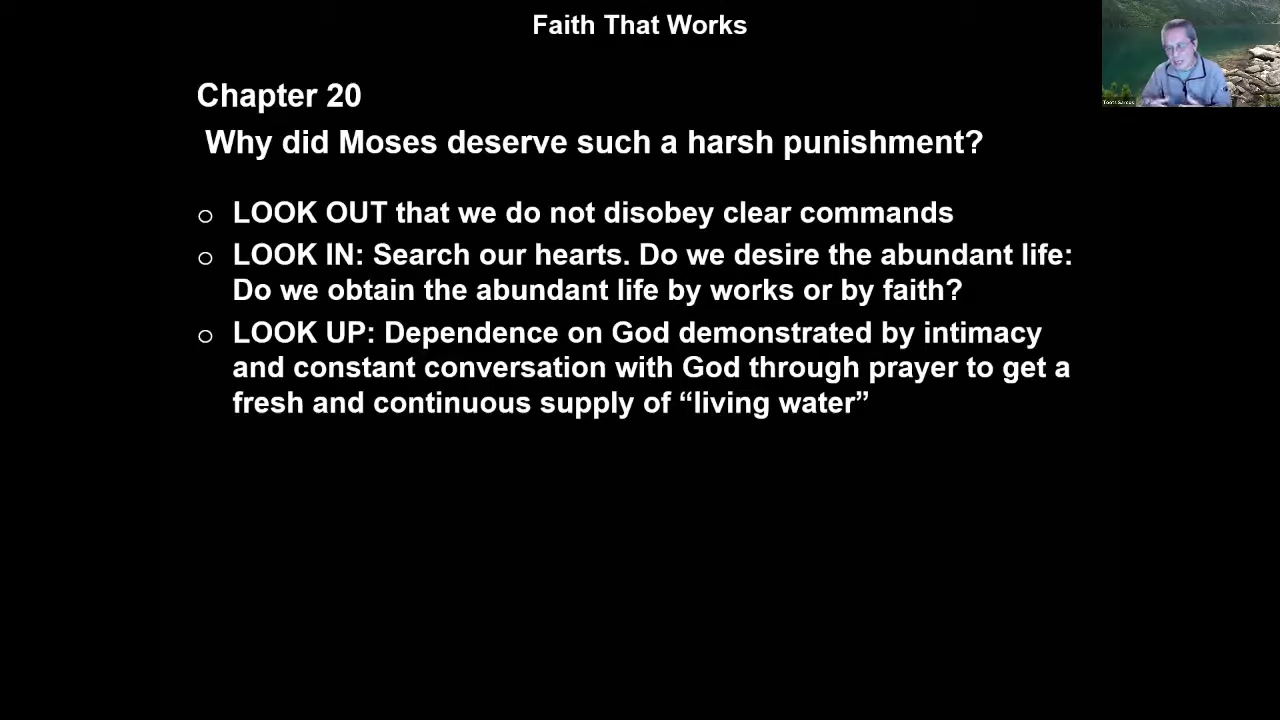 Faith That Works
Chapter 20
Why did Moses deserve such a harsh punishment?
o LOOK OUT that we do not disobey clear commands
o LOOK IN: Search our hearts. Do we desire the abundant life:
Do we obtain the abundant life by works or by faith?
o LOOK UP: Dependence on God demonstrated by intimacy
and constant conversation with God through prayer to get a
fresh and continuous supply of “living water”